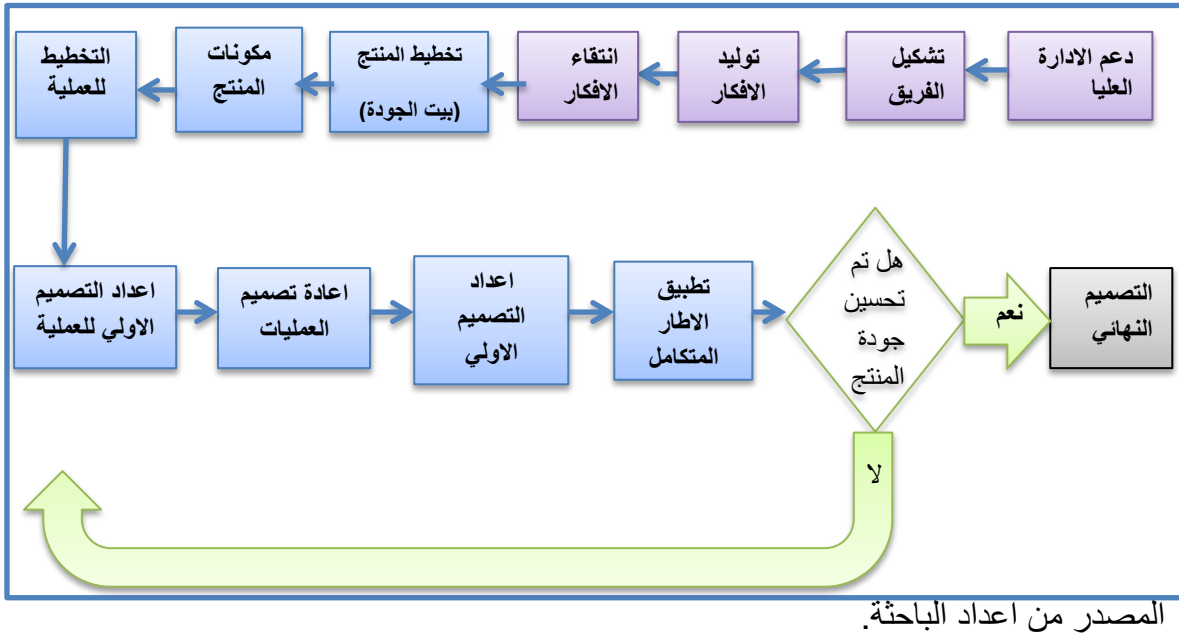 دعم الادارة
العليا
تشكيل
الفريق
توليد
الافكار
انتقاء
الافكار
تخطيط المنتج
(بيت الجودة)
مكونات
المنتج
التخطيط
للعملية
اعداد التصميم
الاولي للعملية
اعادة تصميم
العمليات
اعداد
التصميم
الاولي
تطبيق
الاطار
المتكامل
هل تم
تحسين
جودة
المنتج
نعم
التصميم
النهائي
لا
المصدر من اعداد الباحثة.